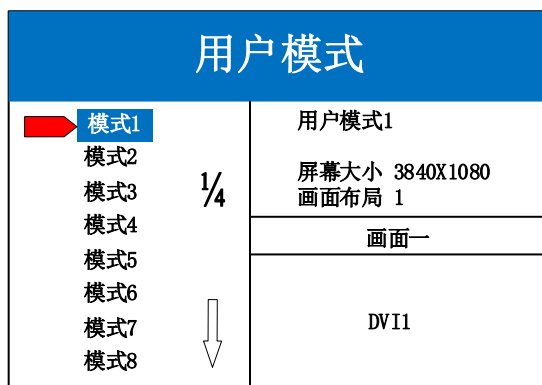 用户模式
模式1
模式2
模式3
模式4
模式5
模式6
模式7
模式8
¼
用户模式1
屏幕大小 3840X1080
画面布局 1
画面一
DVI1